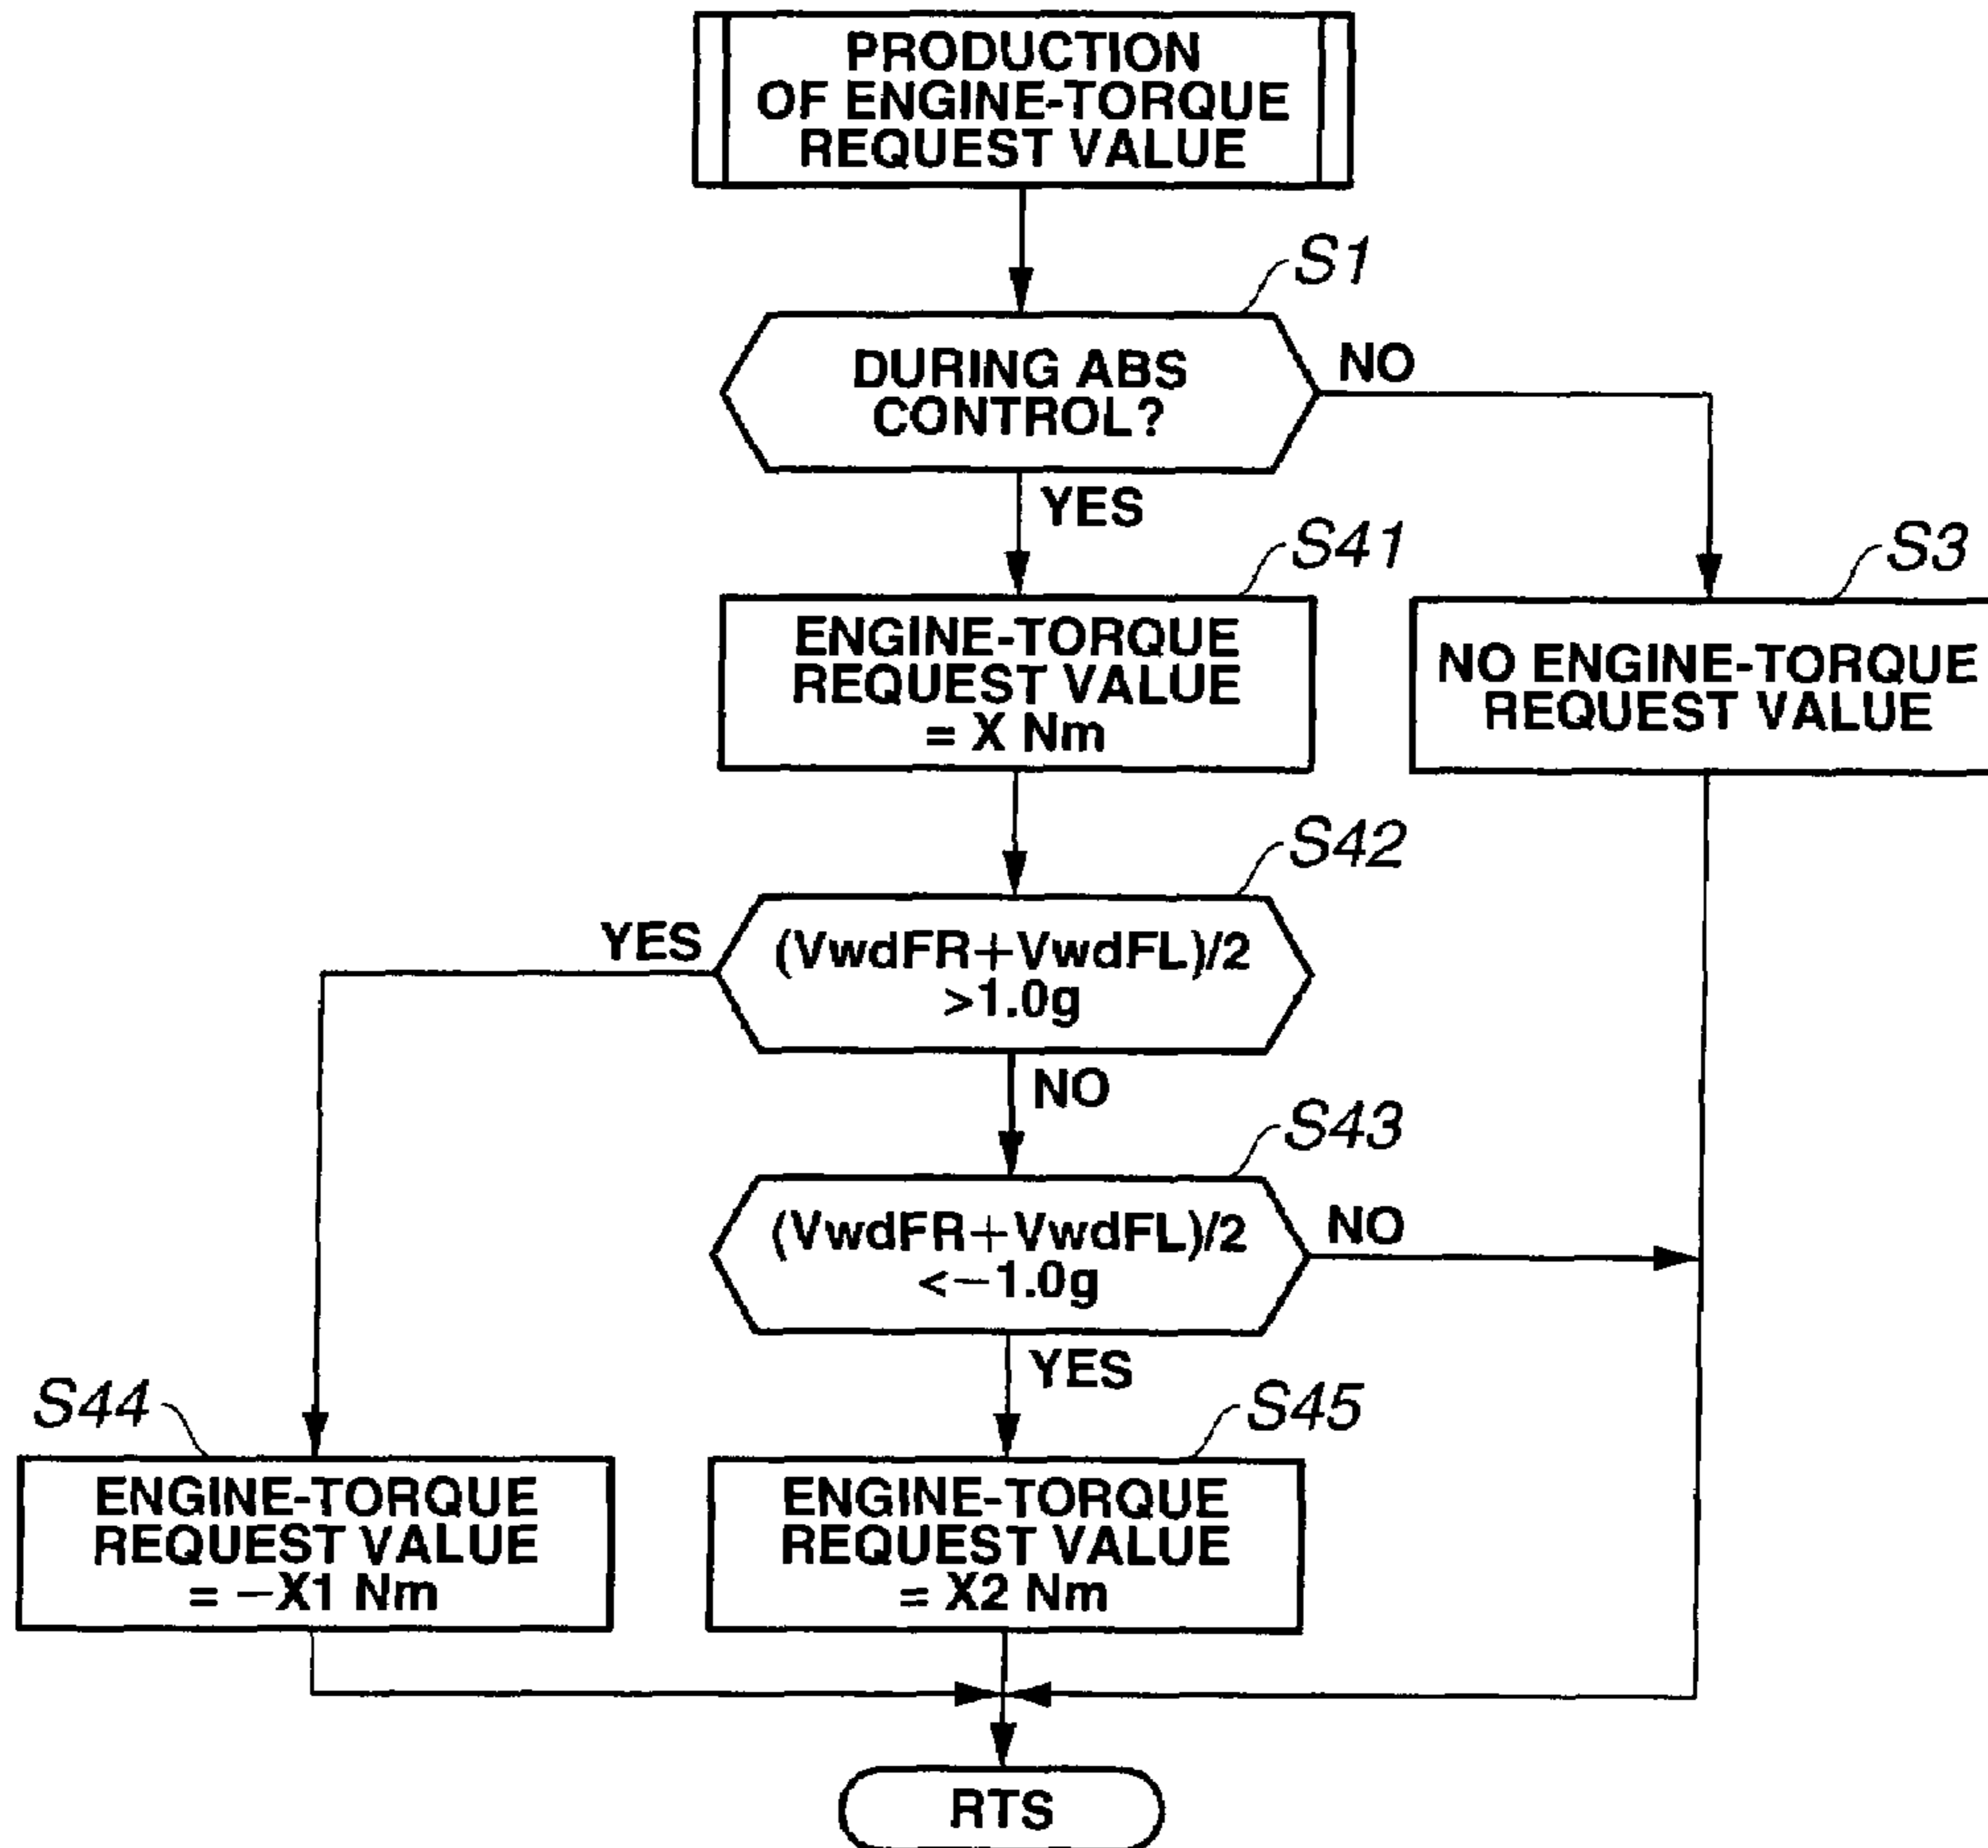 PRODUCTION
OF ENGINE-TORQUE
REQUEST VALUE
S1
DURING ABS
CONTROL?
NO
YES
S41
ENGINE-TORQUE
REQUEST VALUE
= X Nm
S3
NO ENGINE-TORQUE
REQUEST VALUE
S42
YES
(VwdFR+VwdFL)/2
>1.0g
NO
S43
(VwdFR+VwdFL)/2
<−1.0g
NO
YES
S44
ENGINE-TORQUE
REQUEST VALUE
= −X1 Nm
S45
ENGINE-TORQUE
REQUEST VALUE
= X2 Nm
RTS